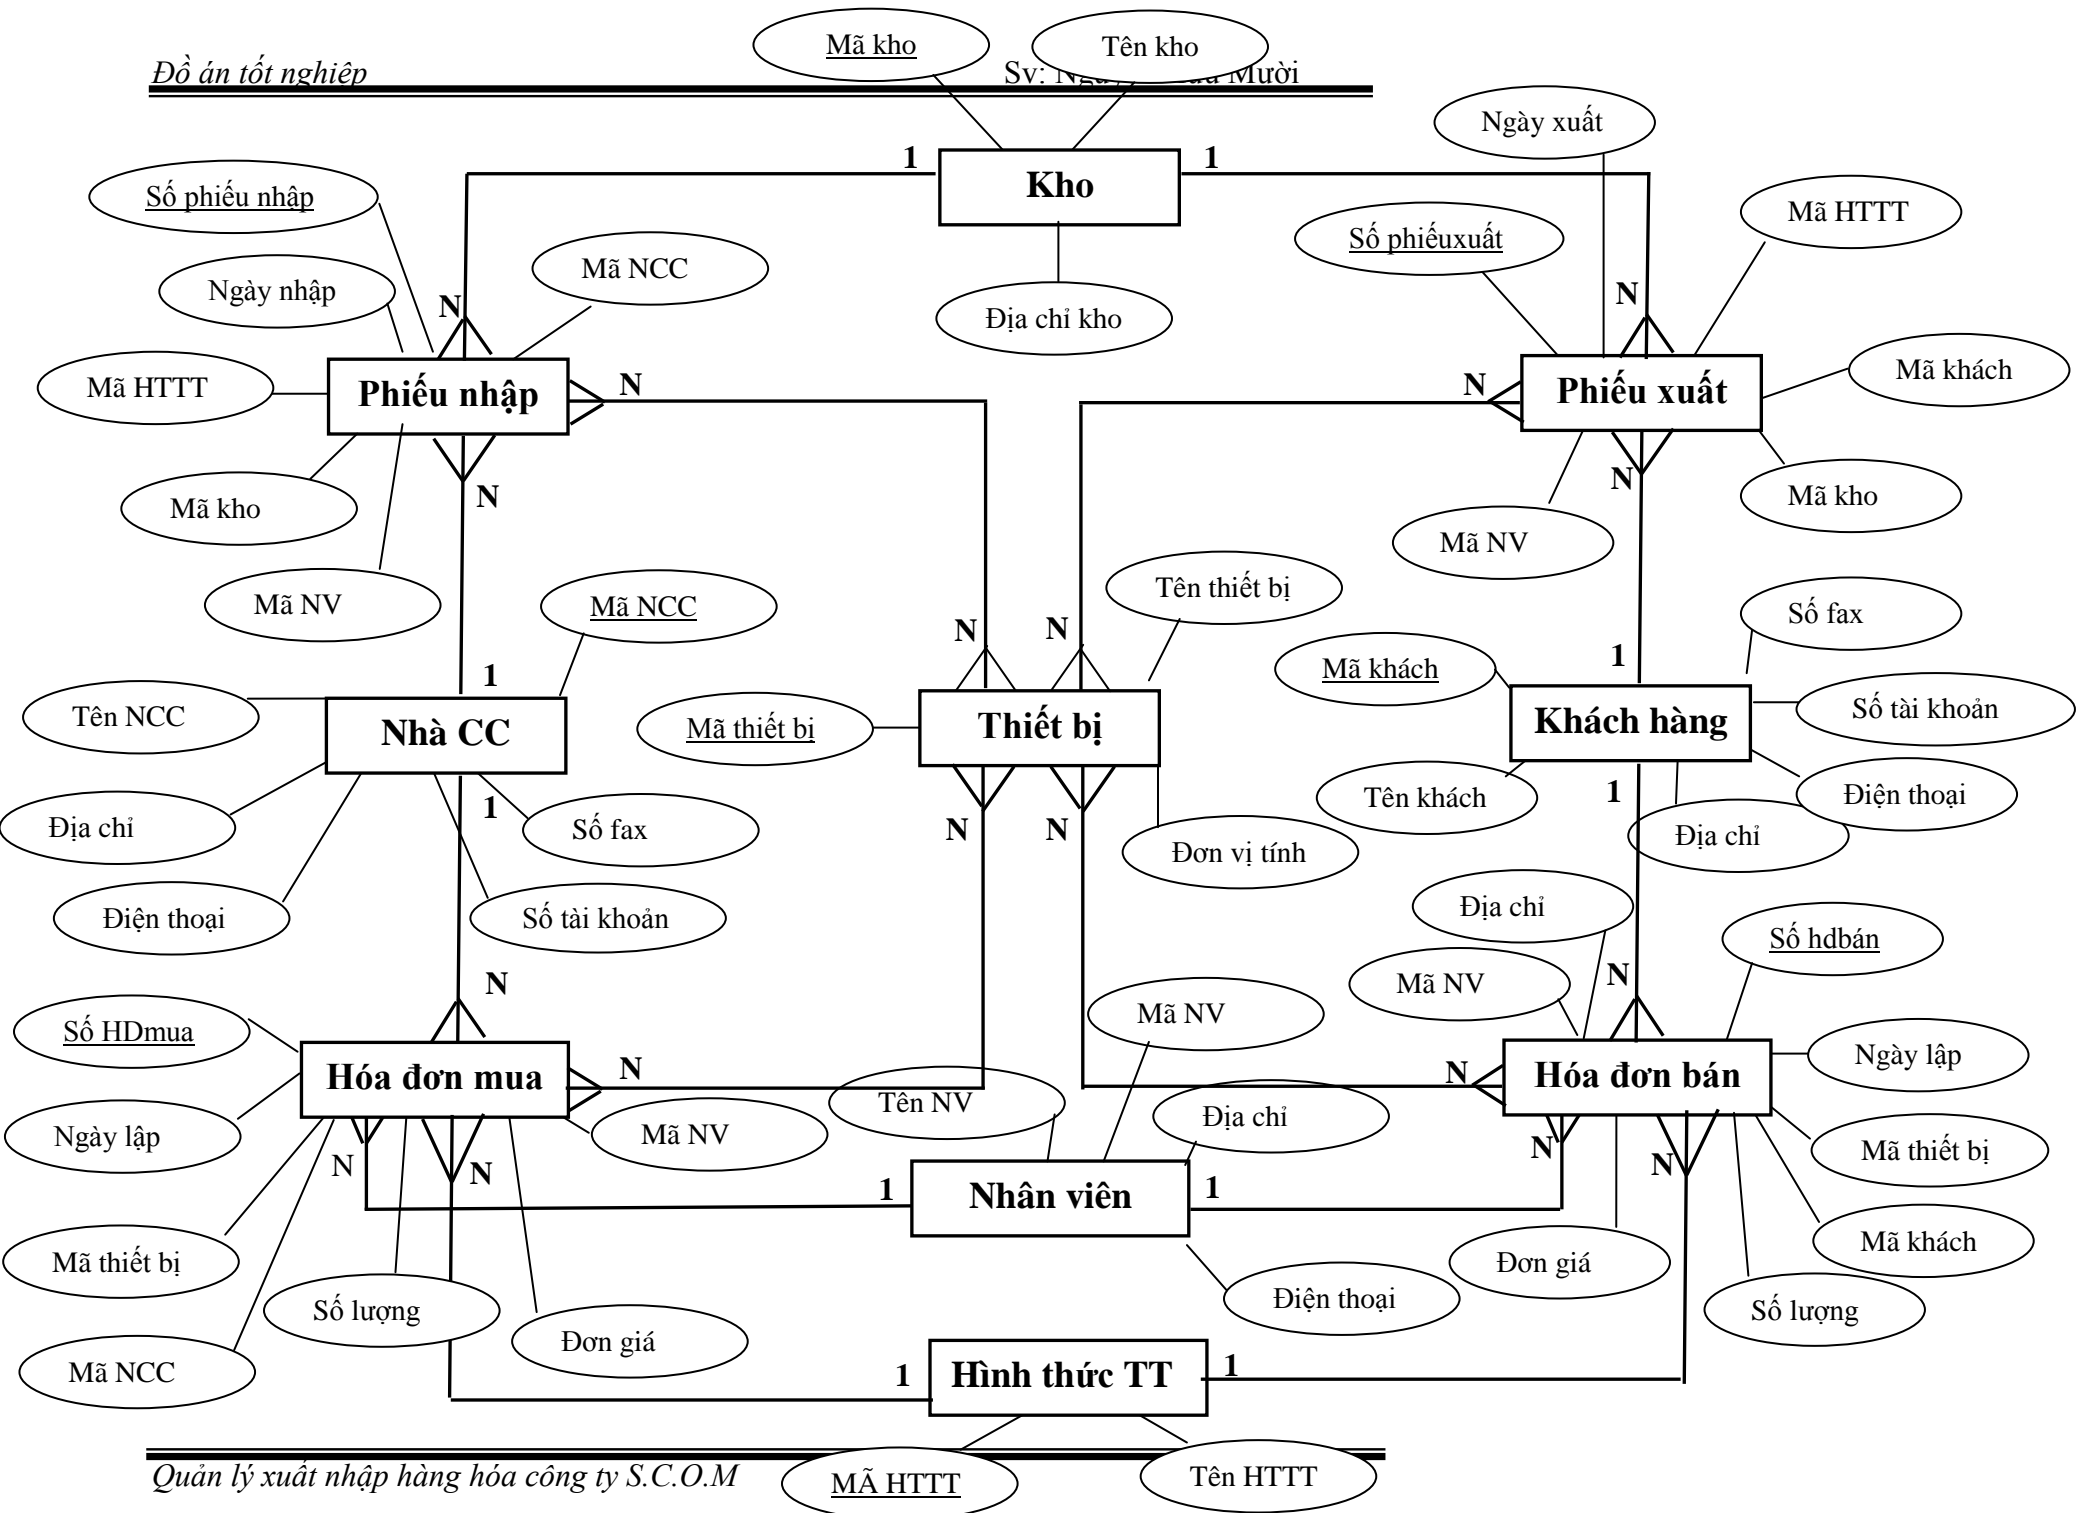 Mã kho
Tên kho
Đồ án tốt nghiệp
Sv:
Mười
Ngày xuất
1
1
Kho
Số phiếu nhập
Mã HTTT
Số phiếuxuất
Mã NCC
Ngày nhập
N
N
Địa chỉ kho
Mã HTTT
Phiếu nhập
N
N
Phiếu xuất
Mã khách
Mã kho
N
N
Mã kho
Mã NV
Mã NV
Mã NCC
Tên thiết bị
Số fax
N
N
1
1
Mã khách
Tên NCC
Nhà CC
Mã thiết bị
Thiết bị
Khách hàng
Số tài khoản
Địa chỉ
1
Số fax
N
N
Đơn vị tính
Tên khách
1
Địa chỉ
Điện thoại
Điện thoại
Số tài khoản
Địa chỉ
Số hdbán
N
Mã NV
N
Số HDmua
Mã NV
Ngày lập
Hóa đơn mua
N
N
Hóa đơn bán
Tên NV
Địa chỉ
Ngày lập
Mã NV
Mã thiết bị
N
N
N
N
1
Nhân viên
1
Mã thiết bị
Đơn giá
Mã khách
Số lượng
Điện thoại
Số lượng
Đơn giá
Mã NCC
1
Hình thức TT
1
Quản lý xuất nhập hàng hóa công ty S.C.O.M
MÃ HTTT
Tên HTTT